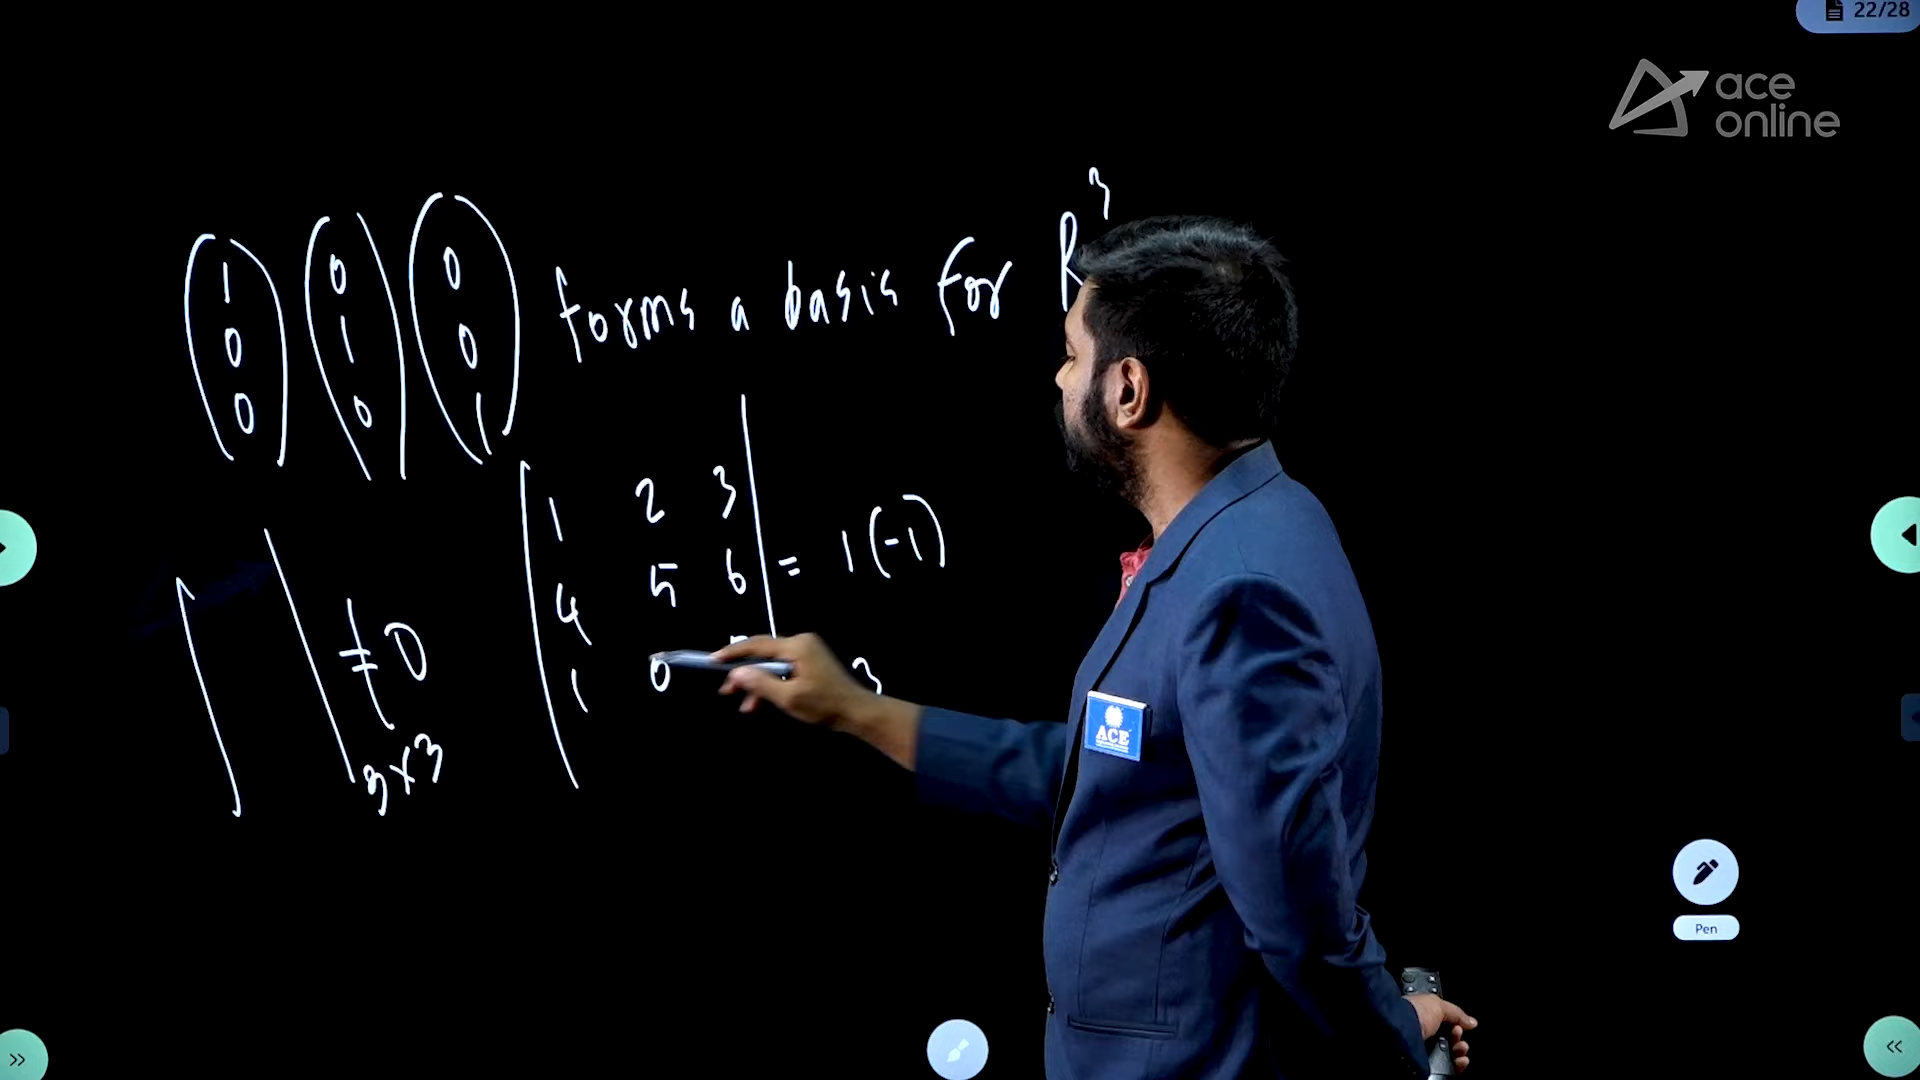 22/28
ace
online
1 0 0 forms a basis for R³
0 1 0
0 0 1
1 2 3
4 5 6 = 1(-1)
1 0
3
≠ 0
3×3
ACE
Pen